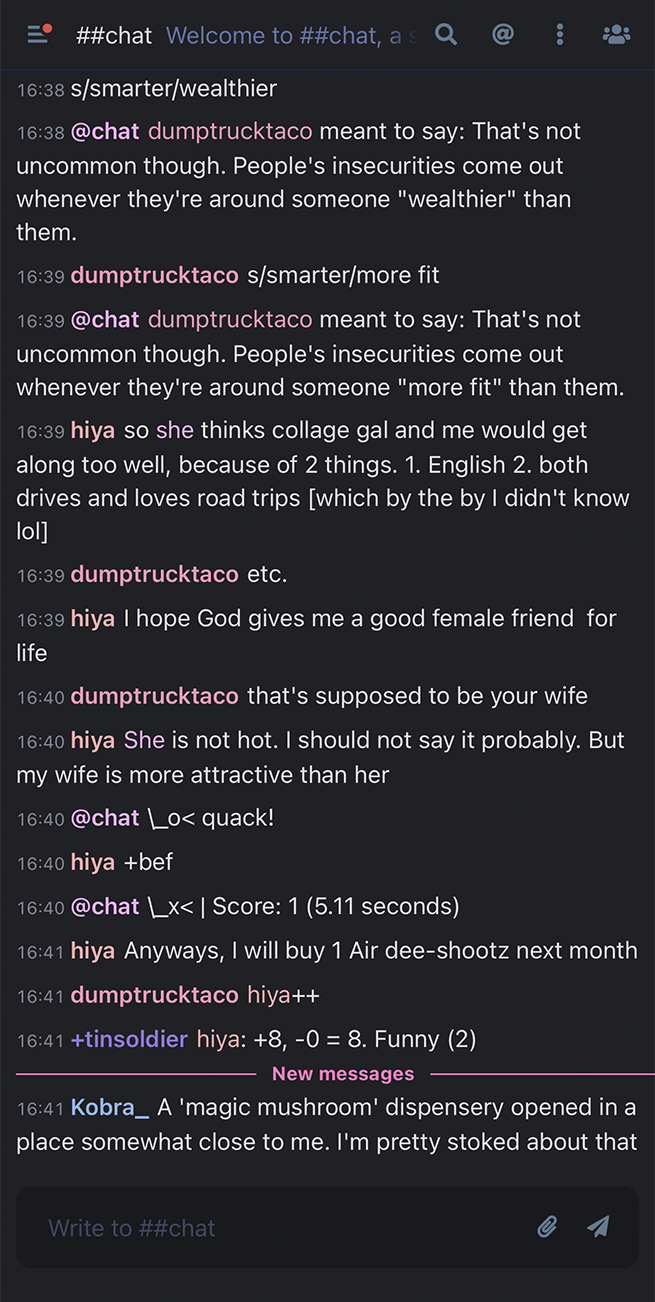 ##chat Welcome to ##chat, a s
16:38 s/smarter/wealthier
16:38 @chat dumptrucktaco meant to say: That's not
uncommon though. People's insecurities come out
whenever they're around someone "wealthier" than
them.
16:39 dumptrucktaco s/smarter/more fit
16:39 @chat dumptrucktaco meant to say: That's not
uncommon though. People's insecurities come out
whenever they're around someone "more fit" than them.
16:39 hiya so she thinks collage gal and me would get
along too well, because of 2 things. 1. English 2. both
drives and loves road trips [which by the by I didn't know
lol]
16:39 dumptrucktaco etc.
16:39 hiya I hope God gives me a good female friend  for
life
16:40 dumptrucktaco that's supposed to be your wife
16:40 hiya She is not hot. I should not say it probably. But
my wife is more attractive than her
16:40 @chat \_o< quack!
16:40 hiya +bef
16:40 @chat \_x< | Score: 1 (5.11 seconds)
16:41 hiya Anyways, I will buy 1 Air dee-shootz next month
16:41 dumptrucktaco hiya++
16:41 +tinsoldier hiya: +8, -0 = 8. Funny (2)
New messages
16:41 Kobra_ A 'magic mushroom' dispensery opened in a
place somewhat close to me. I'm pretty stoked about that
Write to ##chat